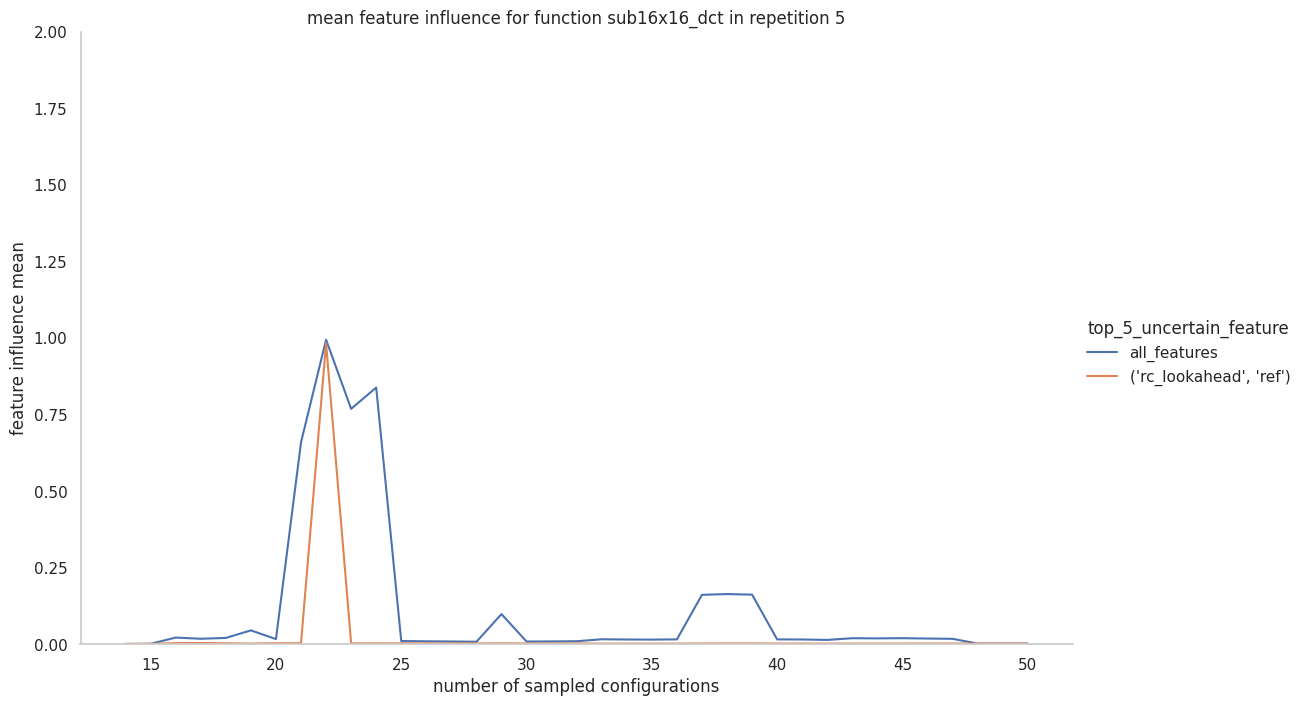 mean feature influence for function sub16x16_dct in repetition 5
2.00
1.75
1.50
1.25
1.00
0.75
0.50
0.25
0.00
feature influence mean
15 20 25 30 35 40 45 50
number of sampled configurations
top_5_uncertain_feature
all_features
('rc_lookahead', 'ref')